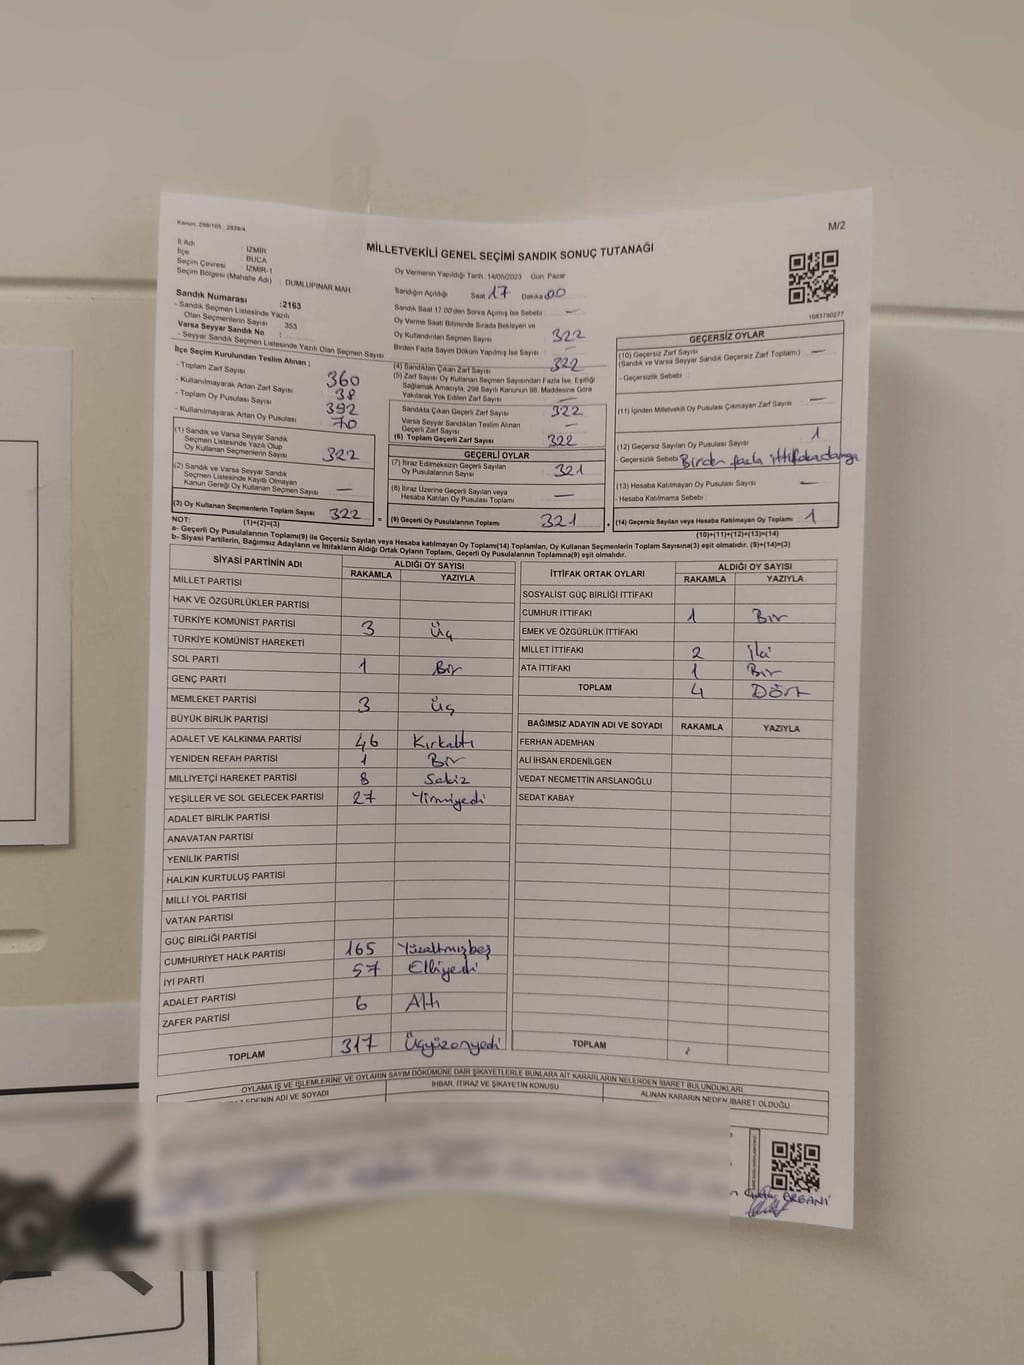 Kanun: 298/105 ; 2839/4
M/2
MİLLETVEKİLİ GENEL SEÇİMİ SANDIK SONUÇ TUTANAĞI
İl Adı : İZMİR
İlçe : BUCA
Seçim Çevresi : İZMİR-1
Seçim Bölgesi (Mahalle Adı) : DUMLUPINAR MAH.
Sandık Numarası :2163
- Sandık Seçmen Listesinde Yazılı
Olan Seçmenlerin Sayısı : 353
Varsa Seyyar Sandık No :
- Seyyar Sandık Listesinde Yazılı Olan Seçmen Sayısı
İlçe Seçim Kurulundan Teslim Alınan ;
- Toplam Zarf Sayısı 360
- Kullanılmayarak Artan Zarf Sayısı 38
- Toplam Oy Pusulası Sayısı 392
- Kullanılmayarak Artan Oy Pusulası 70
(1) Sandık ve Varsa Seyyar Sandık
Seçmen Listesinde Yazılı Olup
Oy Kullanan Seçmenlerin Sayısı 322
(2) Sandık ve Varsa Seyyar Sandık
Seçmen Listesinde Kayıtlı Olmayan
Kanun Gereği Oy Kullanan Seçmen Sayısı —
(3) Oy Kullanan Seçmenlerin Toplam Sayısı 322
(1)+(2)=(3)
Oy Vermenin Yapıldığı Tarih : 14/05/2023 Gün : Pazar
Sandığın Açıldığı Saat 17 Dakika 00
Sandık Saat 17:00'den Sonra Açılmış İse Sebebi —
Oy Verme Saati Bitiminde Sırada Bekleyen ve
Oy Kullandırılan Seçmen Sayısı 322
Birden Fazla Sayım Döküm Yapılmış İse Sayısı —
(4) Sandıktan Çıkan Zarf Sayısı 322
(5) Zarf Sayısı Oy Kullanan Seçmen Sayısından Fazla İse, Eşitliği
Sağlamak Amacıyla, 298 Sayılı Kanunun 98. Maddesine Göre
Yakılarak Yok Edilen Zarf Sayısı —
Sandıkta Çıkan Geçerli Zarf Sayısı 322
Varsa Seyyar Sandıktan Teslim Alınan
Geçerli Zarf Sayısı —
(6) Toplam Geçerli Zarf Sayısı 322
GEÇERLİ OYLAR
(7) İtiraz Edilmeksizin Geçerli Sayılan
Oy Pusulalarının Sayısı 321
(8) İtiraz Üzerine Geçerli Sayılan veya
Hesaba Katılan Oy Pusulası Toplamı —
= (9) Geçerli Oy Pusulalarının Toplamı 321
1083790277
GEÇERSİZ OYLAR
(10) Geçersiz Zarf Sayısı —
(Sandık ve Varsa Seyyar Sandık Geçersiz Zarf Toplamı)
- Geçersizlik Sebebi :
(11) İçinden Milletvekili Oy Pusulası Çıkmayan Zarf Sayısı —
(12) Geçersiz Sayılan Oy Pusulası Sayısı 1
- Geçersizlik Sebebi : Birden fazla ittifakadamga
(13) Hesaba Katılmayan Oy Pusulası Sayısı —
- Hesaba Katılmama Sebebi :
+ (14) Geçersiz Sayılan veya Hesaba Katılmayan Oy Toplamı 1
(10)+(11)+(12)+(13)=(14)
NOT:
a- Geçerli Oy Pusulalarının Toplamı(9) ile Geçersiz Sayılan veya Hesaba Katılmayan Oy Toplamı(14) Toplamları, Oy Kullanan Seçmenlerin Toplam Sayısına(3) eşit olmalıdır. (9)+(14)=(3)
b- Siyasi Partilerin, Bağımsız Adayların ve İttifakların Aldığı Ortak Oyların Toplamı, Geçerli Oy Pusulalarının Toplamına(9) eşit olmalıdır.
SİYASİ PARTİNİN ADI ALDIĞI OY SAYISI
RAKAMLA YAZIYLA
MİLLET PARTİSİ
HAK VE ÖZGÜRLÜKLER PARTİSİ
TÜRKİYE KOMÜNİST PARTİSİ 3 Üç
TÜRKİYE KOMÜNİST HAREKETİ
SOL PARTİ 1 Bir
GENÇ PARTİ
MEMLEKET PARTİSİ 3 Üç
BÜYÜK BİRLİK PARTİSİ
ADALET VE KALKINMA PARTİSİ 46 Kırkaltı
YENİDEN REFAH PARTİSİ 1 Bir
MİLLİYETÇİ HAREKET PARTİSİ 8 Sekiz
YEŞİLLER VE SOL GELECEK PARTİSİ 27 Yirmiyedi
ADALET BİRLİK PARTİSİ
ANAVATAN PARTİSİ
YENİLİK PARTİSİ
HALKIN KURTULUŞ PARTİSİ
MİLLİ YOL PARTİSİ
VATAN PARTİSİ
GÜÇ BİRLİĞİ PARTİSİ
CUMHURİYET HALK PARTİSİ 165 Yüzaltmışbeş
İYİ PARTİ 57 Elliyedi
ADALET PARTİSİ
ZAFER PARTİSİ 6 Altı
TOPLAM 317 Üçyüzonyedi
İTTİFAK ORTAK OYLARI ALDIĞI OY SAYISI
RAKAMLA YAZIYLA
SOSYALİST GÜÇ BİRLİĞİ İTTİFAKI
CUMHUR İTTİFAKI 1 Bir
EMEK VE ÖZGÜRLÜK İTTİFAKI
MİLLET İTTİFAKI 2 İki
ATA İTTİFAKI 1 Bir
TOPLAM 4 Dört
BAĞIMSIZ ADAYIN ADI VE SOYADI RAKAMLA YAZIYLA
FERHAN ADEMHAN
ALİ İHSAN ERDENİLGEN
VEDAT NECMETTİN ARSLANOĞLU
SEDAT KABAY
TOPLAM
OYLAMA İŞ VE İŞLEMLERİNE VE OYLARIN SAYIM DÖKÜMÜNE DAİR ŞİKAYETLERLE BUNLARA AİT KARARLARIN NELERDEN İBARET BULUNDUKLARI
EDENİN ADI VE SOYADI İHBAR, İTİRAZ VE ŞİKAYETİN KONUSU ALINAN KARARIN NEDEN İBARET OLDUĞU